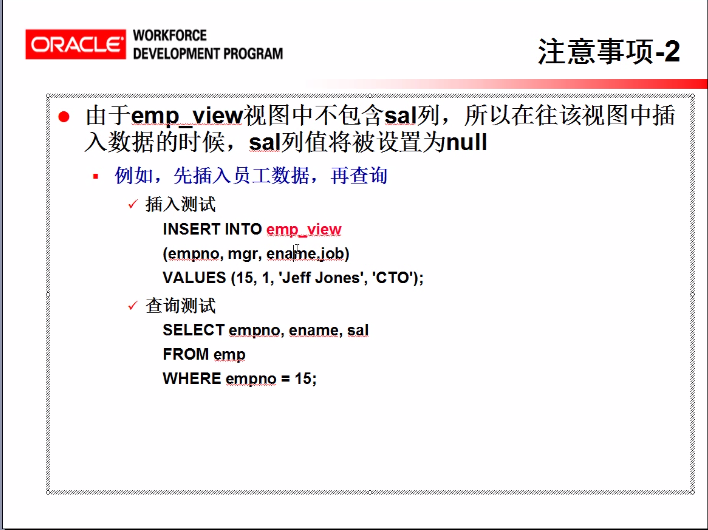 ORACLE WORKFORCE
DEVELOPMENT PROGRAM
注意事项-2
由于emp_view视图中不包含sal列，所以在往该视图中插
入数据的时候，sal列值将被设置为null
例如，先插入员工数据，再查询
插入测试
INSERT INTO emp_view
(empno, mgr, ename,job)
VALUES (15, 1, 'Jeff Jones', 'CTO');
查询测试
SELECT empno, ename, sal
FROM emp
WHERE empno = 15;